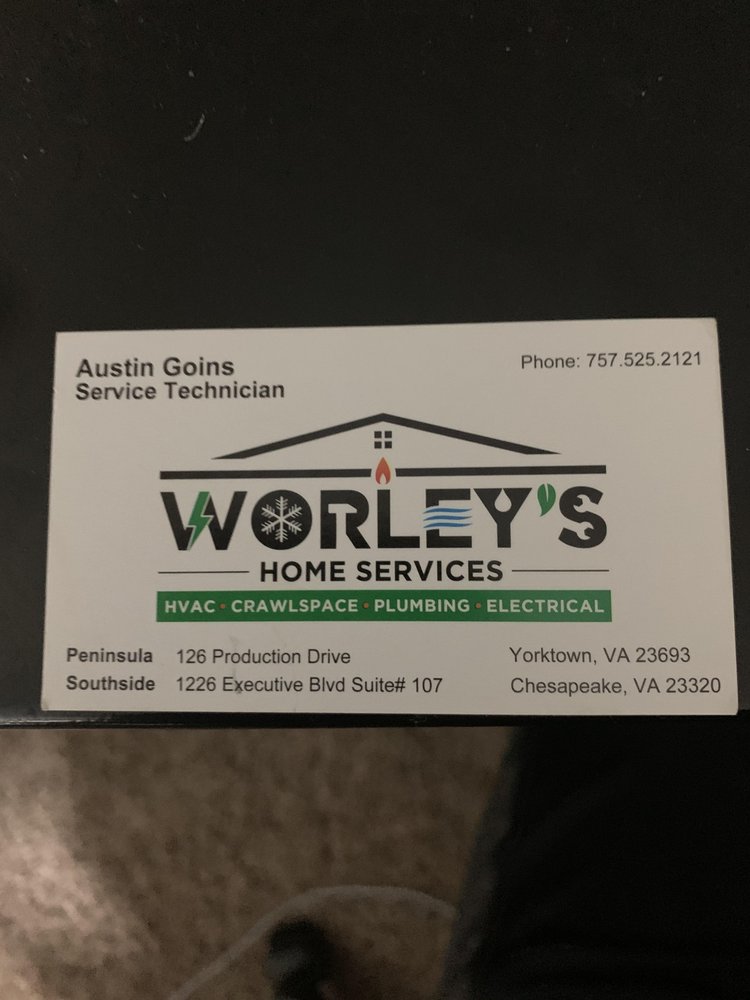 Austin Goins
Service Technician
Phone: 757.525.2121
WORLEY'S
HOME SERVICES
HVAC • CRAWLSPACE • PLUMBING • ELECTRICAL
Peninsula 126 Production Drive Yorktown, VA 23693
Southside 1226 Executive Blvd Suite# 107 Chesapeake, VA 23320